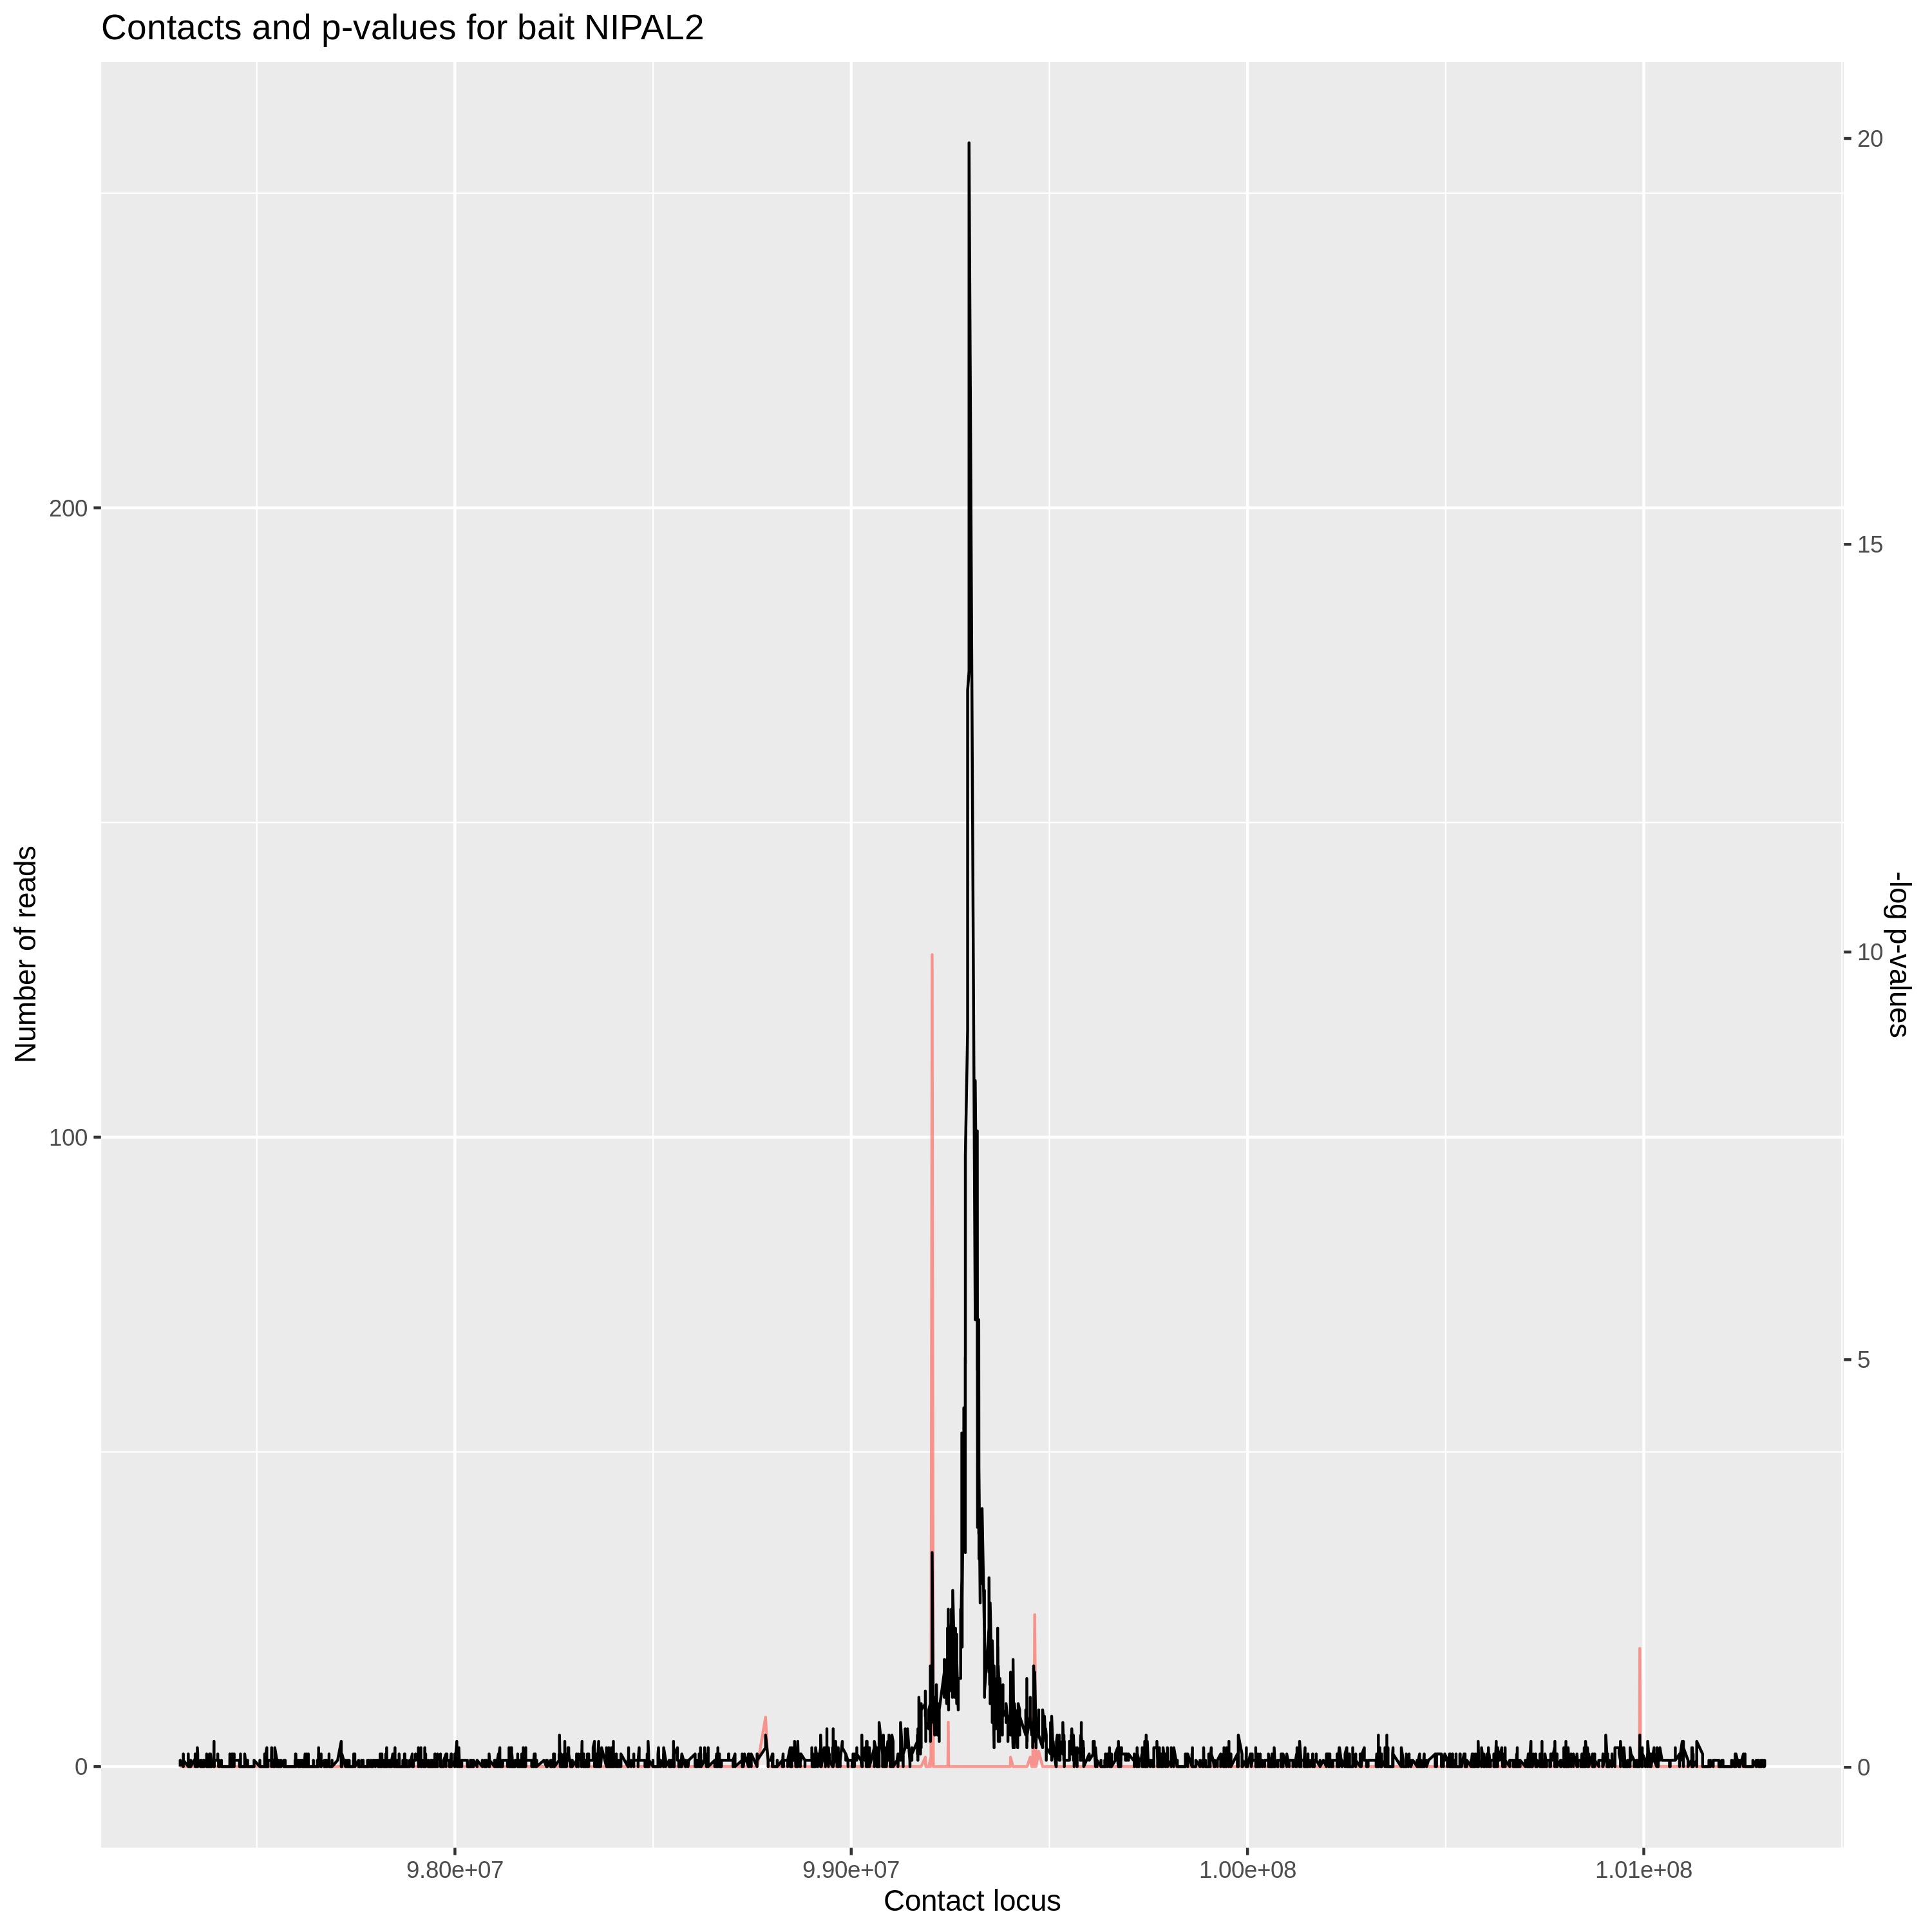 Contacts and p-values for bait NIPAL2
Number of reads
200
100
0
20
15
10
5
0
-log p-values
9.80e+07
9.90e+07
1.00e+08
1.01e+08
Contact locus